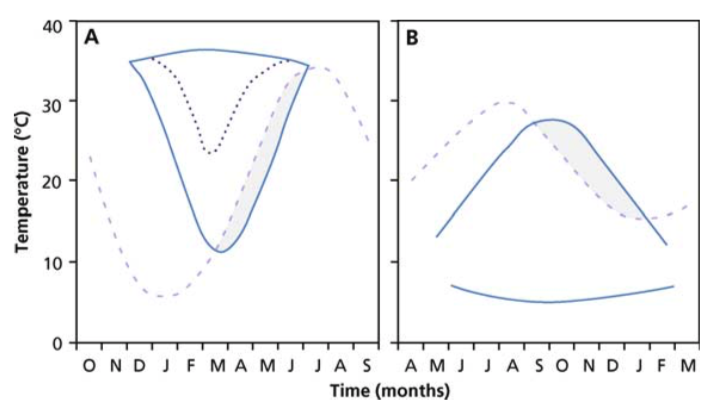 A
B
Temperature (°C)
40
30
20
10
0
O N D J F M A M J J A S
A M J J A S O N D J F M
Time (months)